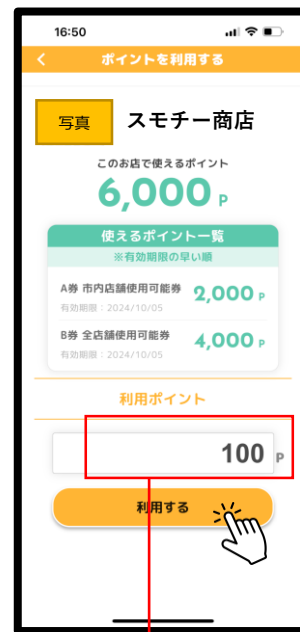 16:50
ポイントを利用する
写真
スモチー商店
このお店で使えるポイント
6,000 P
使えるポイント一覧
※有効期限の早い順
A券 市内店舗使用可能券 2,000 P
有効期限：2024/10/05
B券 全店舗使用可能券 4,000 P
有効期限：2024/10/05
利用ポイント
100 P
利用する